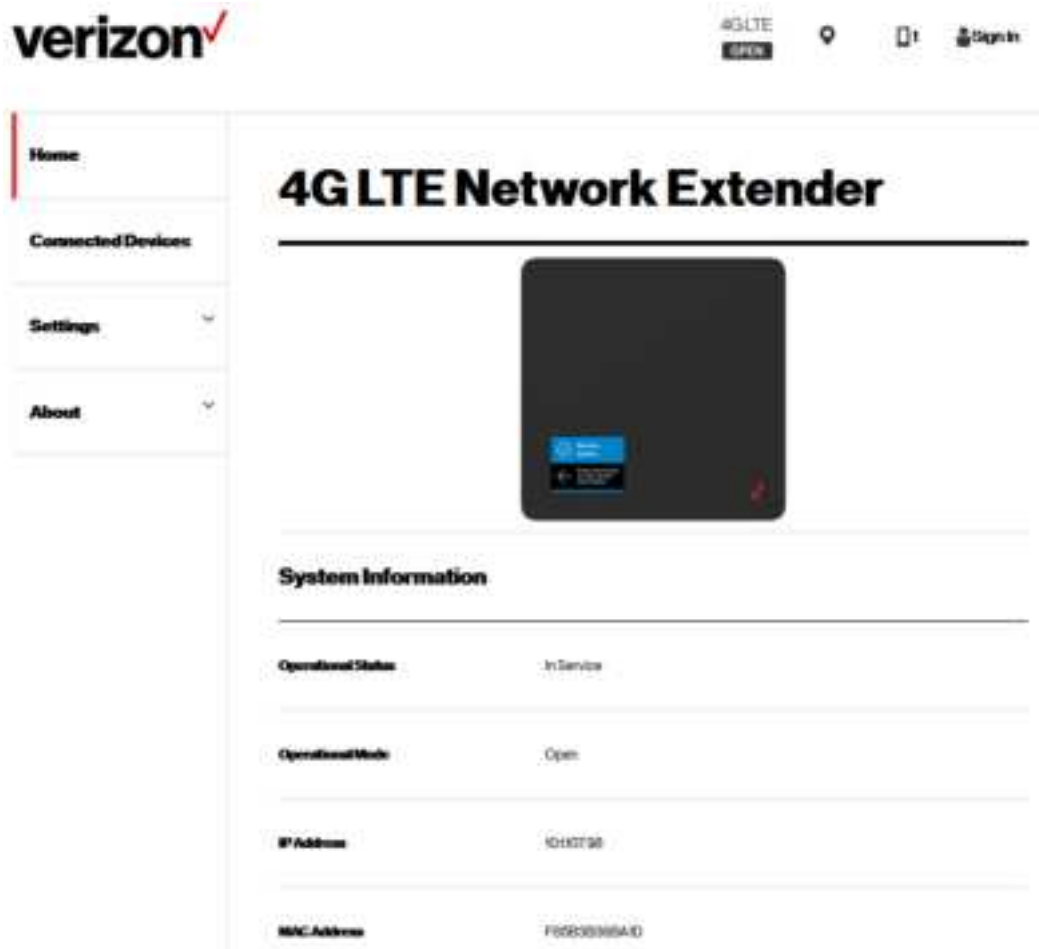 verizon
4G LTE
OPEN
1
Sign In
Home
Connected Devices
Settings
About
4G LTE Network Extender
System Information
Operational Status
In Service
Operational Mode
Open
IP Address
MAC Address